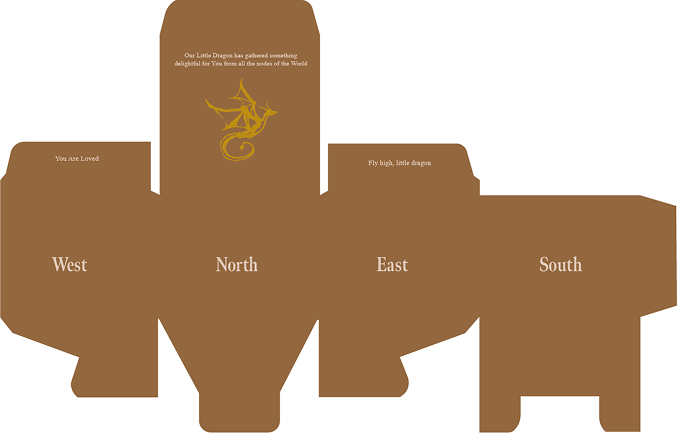 Our Little Dragon has gathered something
delightful for You from all the nodes of the World
You Are Loved
Fly high, little dragon
West
North
East
South